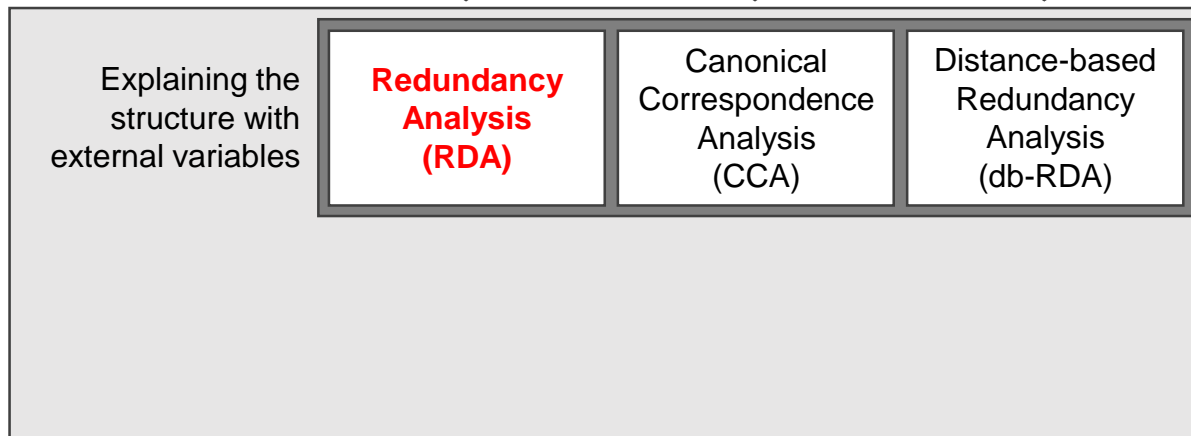 Explaining the
structure with
external variables
Redundancy
Analysis
(RDA)
Canonical
Correspondence
Analysis
(CCA)
Distance-based
Redundancy
Analysis
(db-RDA)